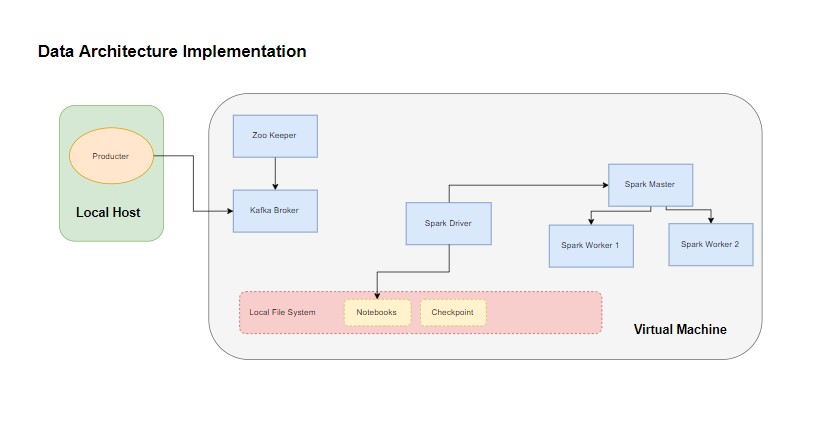 Data Architecture Implementation
Producter
Local Host
Zoo Keeper
Kafka Broker
Spark Driver
Spark Master
Spark Worker 1
Spark Worker 2
Local File System
Notebooks
Checkpoint
Virtual Machine